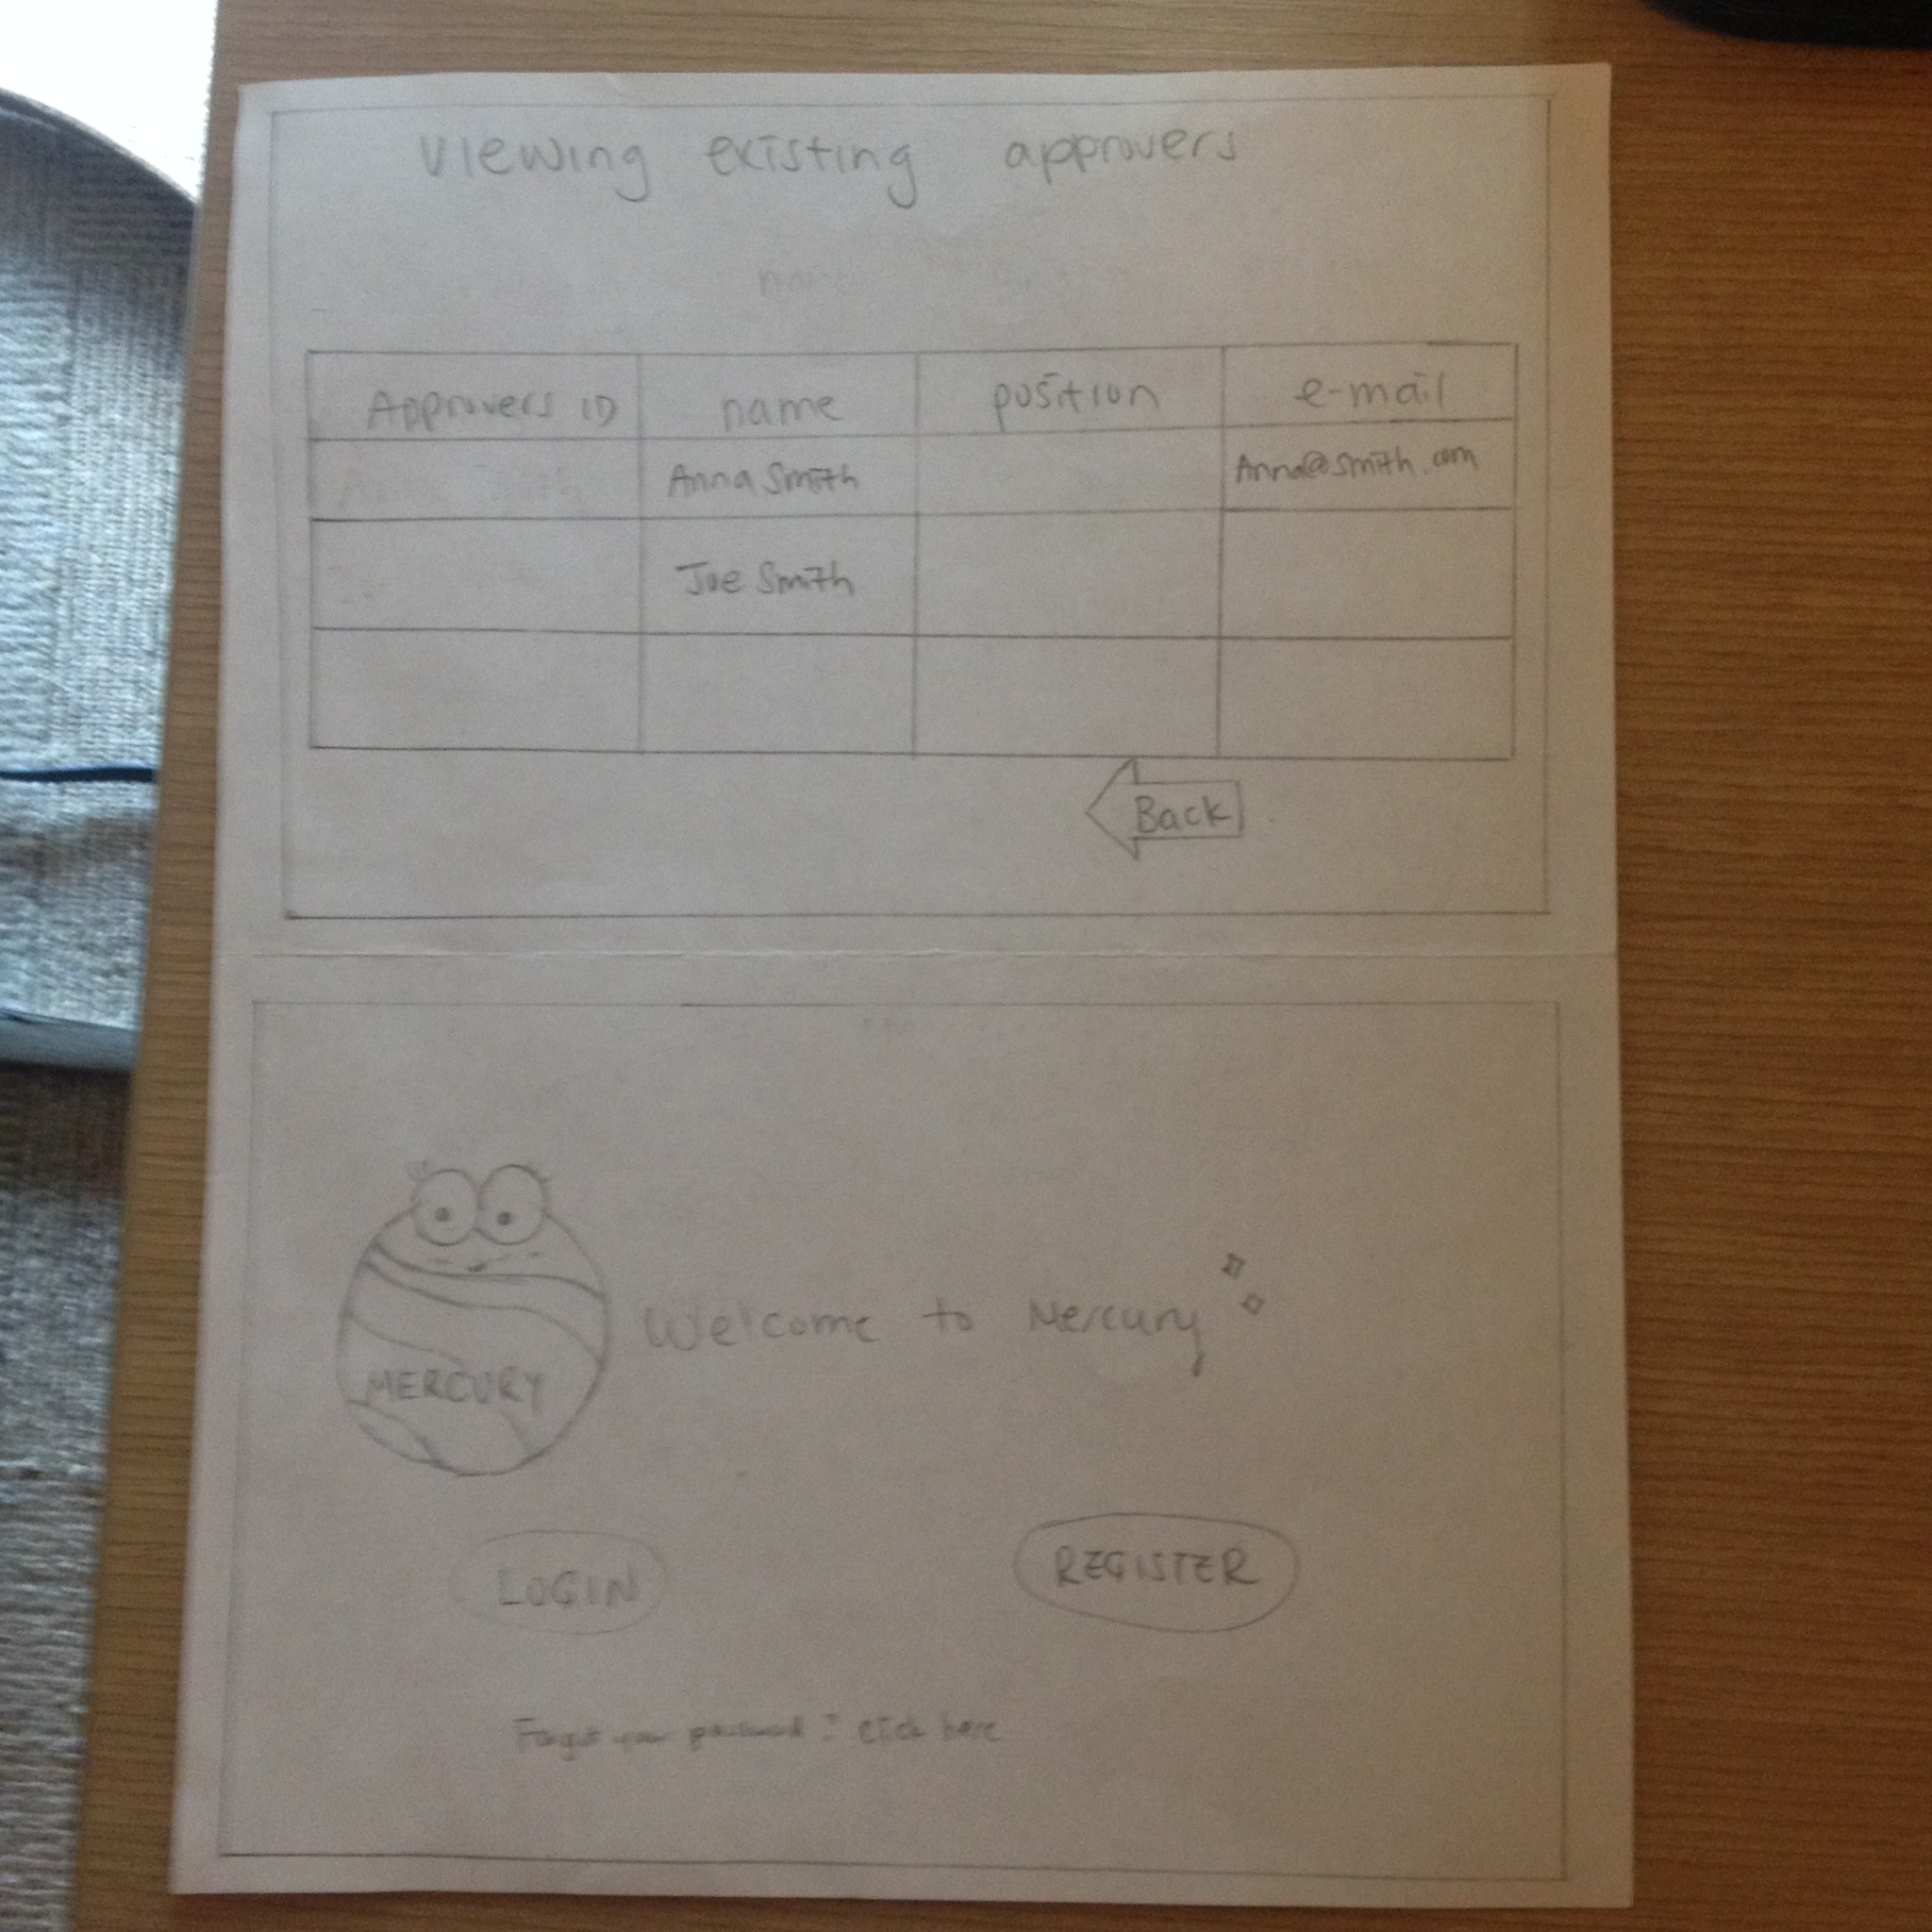 Viewing existing approvers
name
Approvers ID name position e-mail
Anna Smith Anna@smith.com
Joe Smith
Back
Welcome to Mercury
MERCURY
LOGIN REGISTER
Forgot your password? Click here